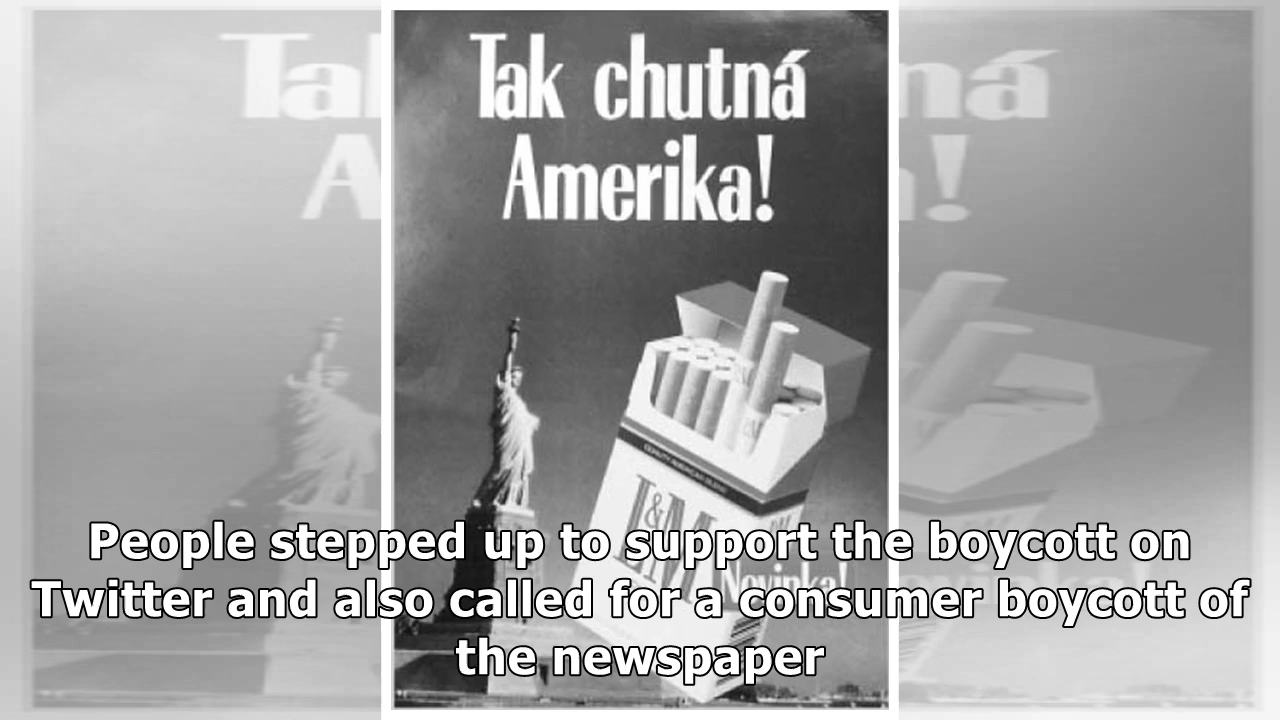 Tak chutná
Amerika!
L&M
Novinka!
People stepped up to support the boycott on
Twitter and also called for a consumer boycott of
the newspaper